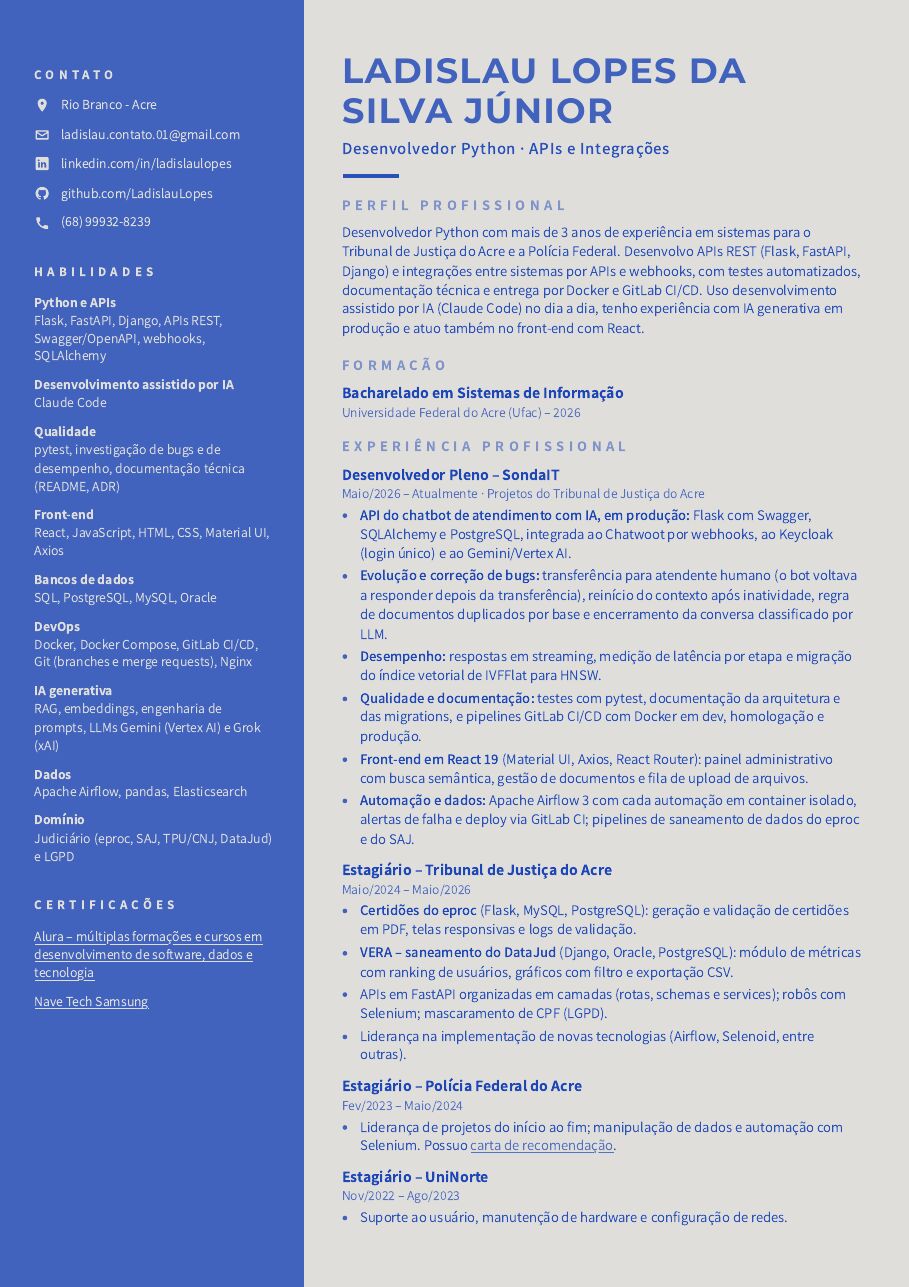 CONTATO
Rio Branco - Acre
ladislau.contato.01@gmail.com
linkedin.com/in/ladislaulopes
github.com/LadislauLopes
(68) 99932-8239
HABILIDADES
Python e APIs
Flask, FastAPI, Django, APIs REST,
Swagger/OpenAPI, webhooks,
SQLAlchemy
Desenvolvimento assistido por IA
Claude Code
Qualidade
pytest, investigação de bugs e de
desempenho, documentação técnica
(README, ADR)
Front-end
React, JavaScript, HTML, CSS, Material UI,
Axios
Bancos de dados
SQL, PostgreSQL, MySQL, Oracle
DevOps
Docker, Docker Compose, GitLab CI/CD,
Git (branches e merge requests), Nginx
IA generativa
RAG, embeddings, engenharia de
prompts, LLMs Gemini (Vertex AI) e Grok
(xAI)
Dados
Apache Airflow, pandas, Elasticsearch
Domínio
Judiciário (eproc, SAJ, TPU/CNJ, DataJud)
e LGPD
CERTIFICACÕES
Alura – múltiplas formações e cursos em
desenvolvimento de software, dados e
tecnologia
Nave Tech Samsung
LADISLAU LOPES DA
SILVA JÚNIOR
Desenvolvedor Python · APIs e Integrações
PERFIL PROFISSIONAL
Desenvolvedor Python com mais de 3 anos de experiência em sistemas para o
Tribunal de Justiça do Acre e a Polícia Federal. Desenvolvo APIs REST (Flask, FastAPI,
Django) e integrações entre sistemas por APIs e webhooks, com testes automatizados,
documentação técnica e entrega por Docker e GitLab CI/CD. Uso desenvolvimento
assistido por IA (Claude Code) no dia a dia, tenho experiência com IA generativa em
produção e atuo também no front-end com React.
FORMACÃO
Bacharelado em Sistemas de Informação
Universidade Federal do Acre (Ufac) – 2026
EXPERIÊNCIA PROFISSIONAL
Desenvolvedor Pleno – SondaIT
Maio/2026 – Atualmente · Projetos do Tribunal de Justiça do Acre
• API do chatbot de atendimento com IA, em produção: Flask com Swagger,
SQLAlchemy e PostgreSQL, integrada ao Chatwoot por webhooks, ao Keycloak
(login único) e ao Gemini/Vertex AI.
• Evolução e correção de bugs: transferência para atendente humano (o bot voltava
a responder depois da transferência), reinício do contexto após inatividade, regra
de documentos duplicados por base e encerramento da conversa classificado por
LLM.
• Desempenho: respostas em streaming, medição de latência por etapa e migração
do índice vetorial de IVFFlat para HNSW.
• Qualidade e documentação: testes com pytest, documentação da arquitetura e
das migrations, e pipelines GitLab CI/CD com Docker em dev, homologação e
produção.
• Front-end em React 19 (Material UI, Axios, React Router): painel administrativo
com busca semântica, gestão de documentos e fila de upload de arquivos.
• Automação e dados: Apache Airflow 3 com cada automação em container isolado,
alertas de falha e deploy via GitLab CI; pipelines de saneamento de dados do eproc
e do SAJ.
Estagiário – Tribunal de Justiça do Acre
Maio/2024 – Maio/2026
• Certidões do eproc (Flask, MySQL, PostgreSQL): geração e validação de certidões
em PDF, telas responsivas e logs de validação.
• VERA – saneamento do DataJud (Django, Oracle, PostgreSQL): módulo de métricas
com ranking de usuários, gráficos com filtro e exportação CSV.
• APIs em FastAPI organizadas em camadas (rotas, schemas e services); robôs com
Selenium; mascaramento de CPF (LGPD).
• Liderança na implementação de novas tecnologias (Airflow, Selenoid, entre
outras).
Estagiário – Polícia Federal do Acre
Fev/2023 – Maio/2024
• Liderança de projetos do início ao fim; manipulação de dados e automação com
Selenium. Possuo carta de recomendação.
Estagiário – UniNorte
Nov/2022 – Ago/2023
• Suporte ao usuário, manutenção de hardware e configuração de redes.